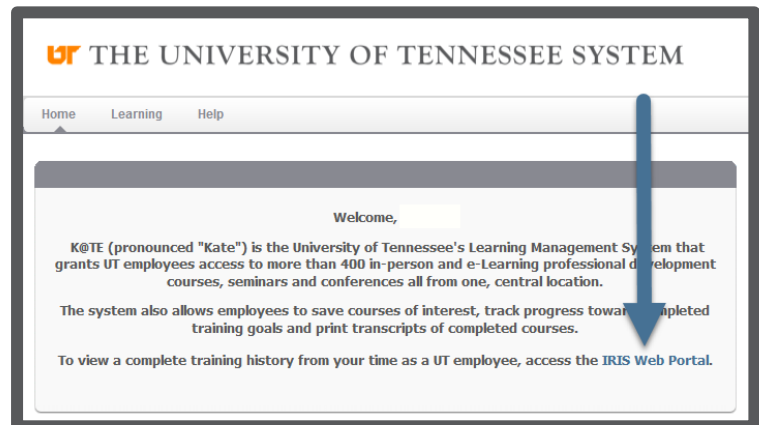 UT THE UNIVERSITY OF TENNESSEE SYSTEM
Home Learning Help
Welcome,
K@TE (pronounced "Kate") is the University of Tennessee's Learning Management System that
grants UT employees access to more than 400 in-person and e-Learning professional development
courses, seminars and conferences all from one, central location.
The system also allows employees to save courses of interest, track progress toward completed
training goals and print transcripts of completed courses.
To view a complete training history from your time as a UT employee, access the IRIS Web Portal.